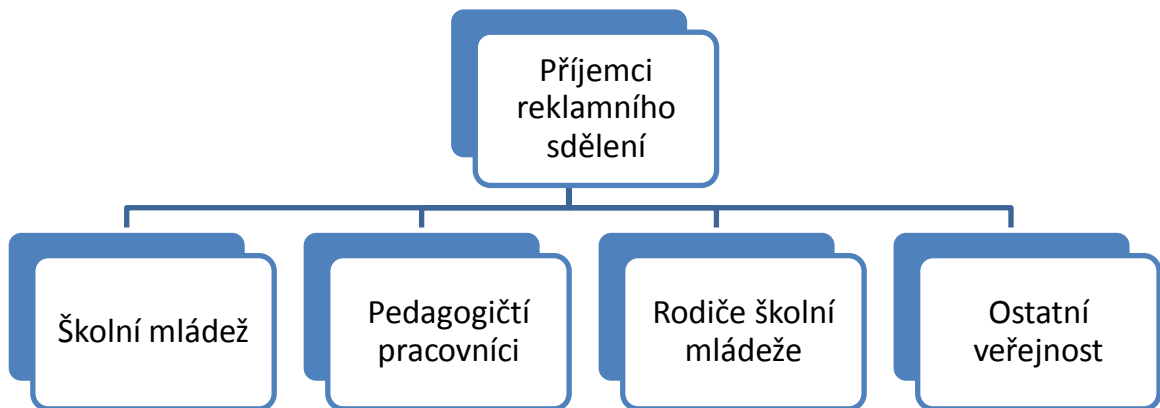 Příjemci
reklamního
sdělení
Školní mládež
Pedagogičtí
pracovníci
Rodiče školní
mládeže
Ostatní
veřejnost